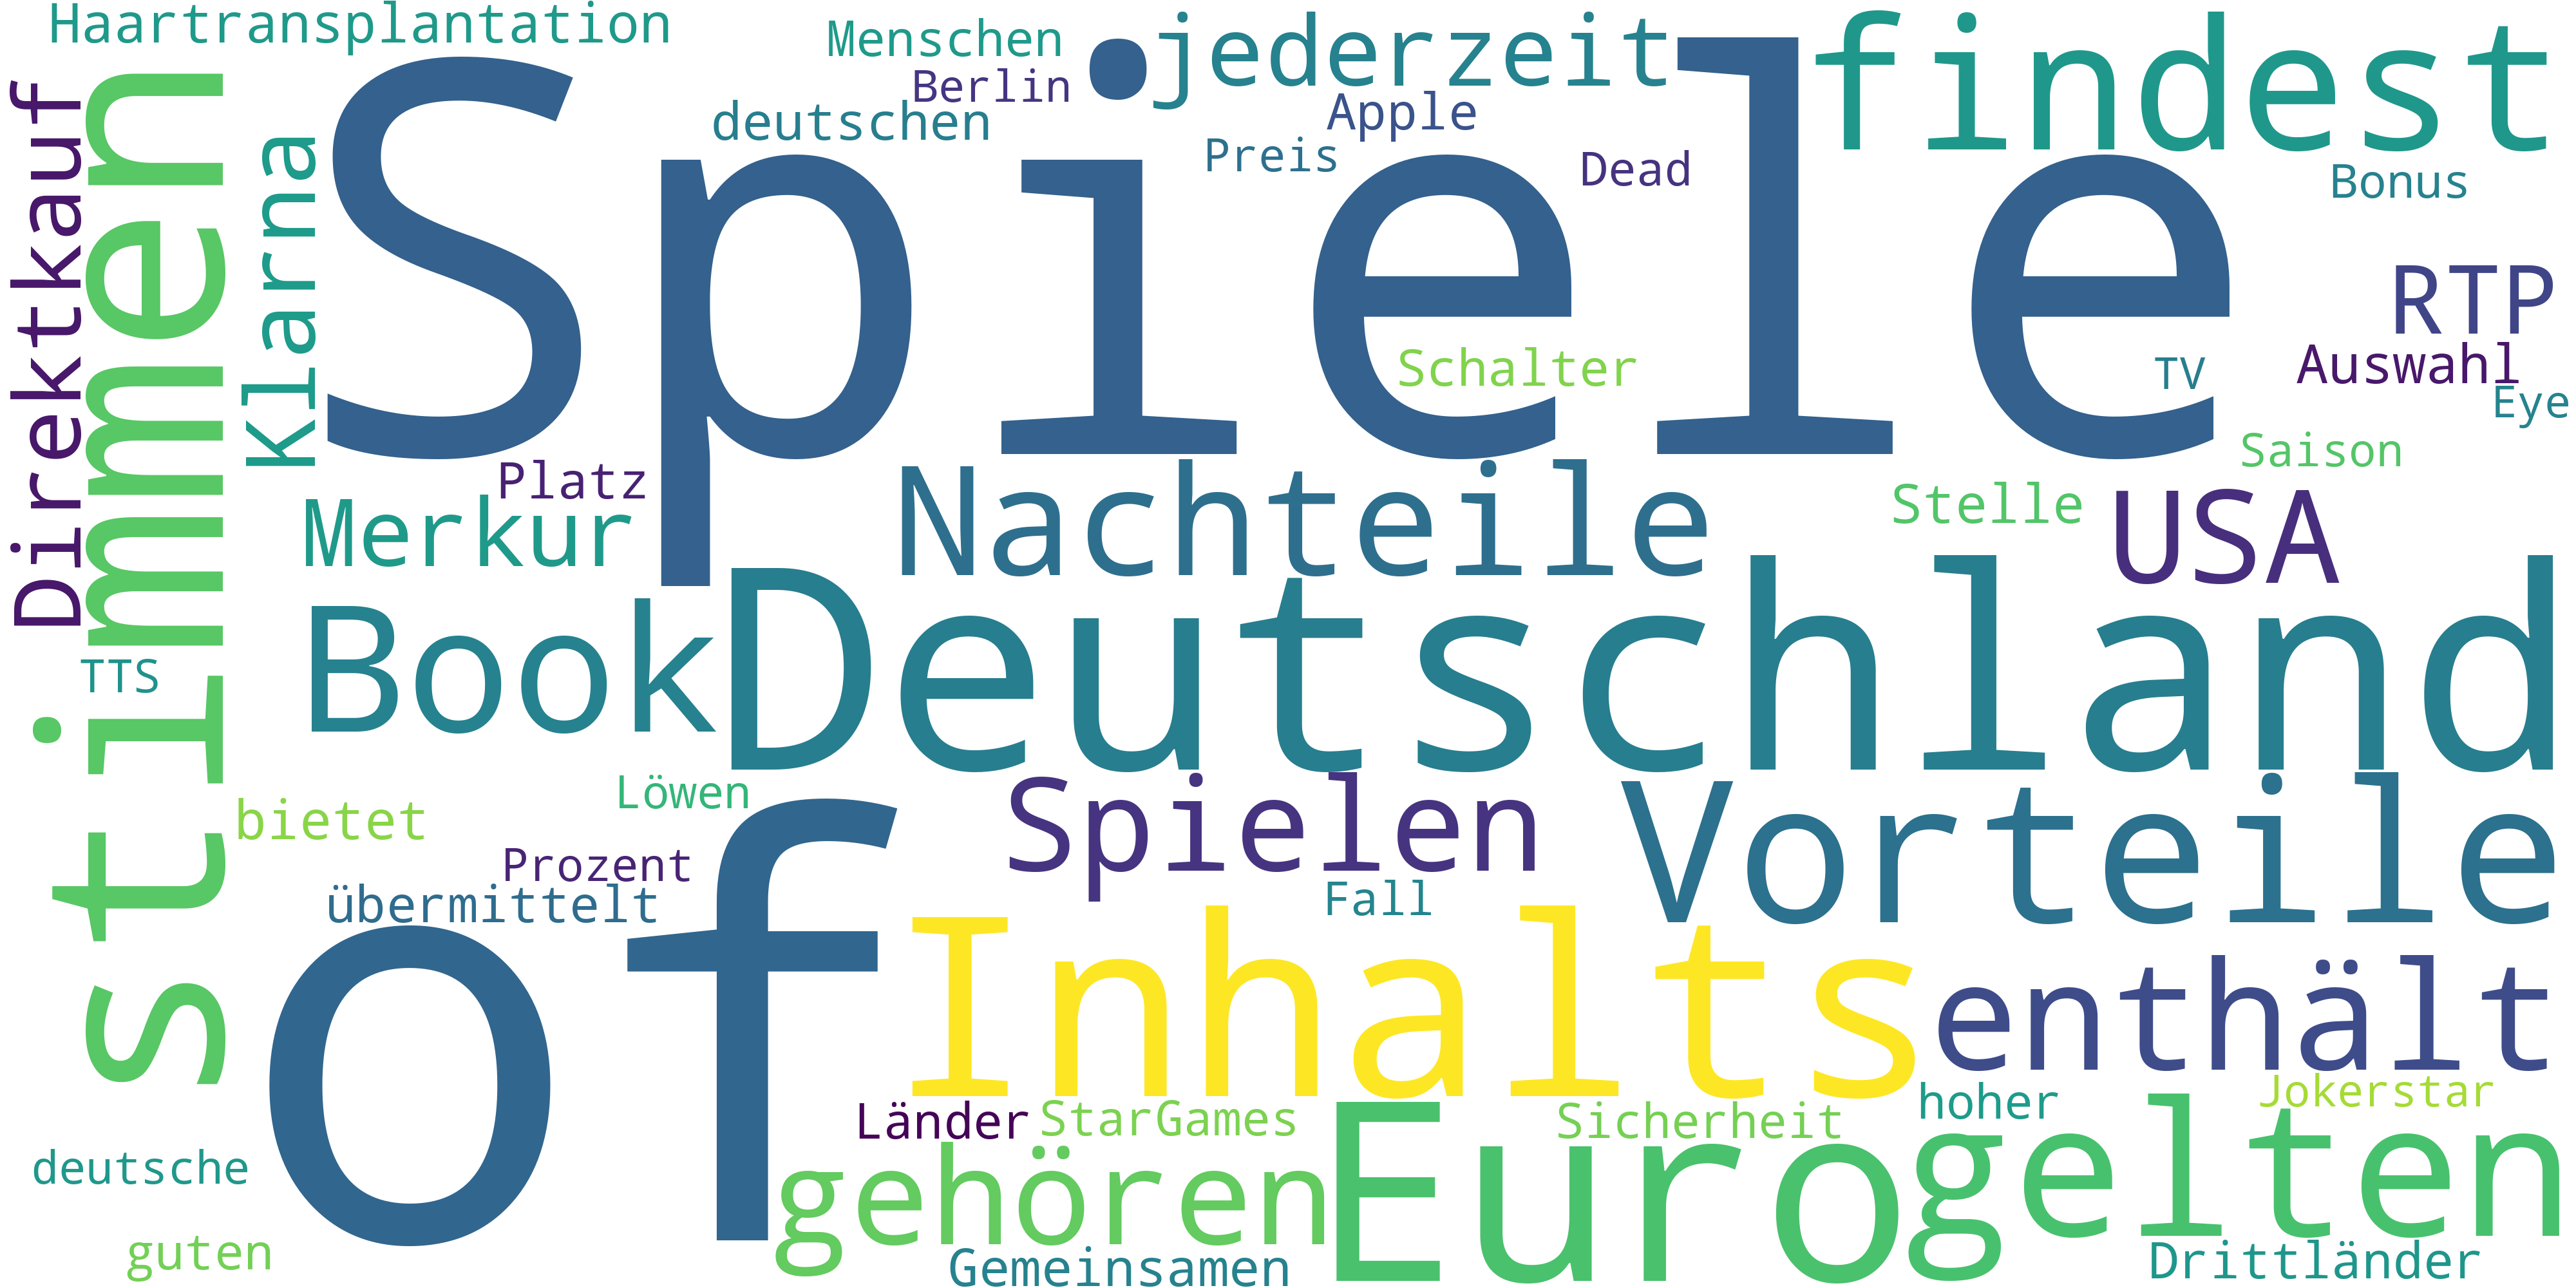 Haartransplantation
Menschen
jederzeit
findest
Berlin
Apple
deutschen
Preis
Dead
Bonus
Direktkauf
stimmen
Klarna
Spiele
RTP
Schalter
TV
Auswahl
Eye
Saison
Platz
Merkur
Nachteile
Stelle
USA
Book
Deutschland
TTS
Löwen
bietet
Spielen
Vorteile
Prozent
übermittelt
Fall
of
Inhalts
enthält
Länder
StarGames
Sicherheit
hoher
Jokerstar
deutsche
gehören
Euro
gelten
guten
Gemeinsamen
Drittländer